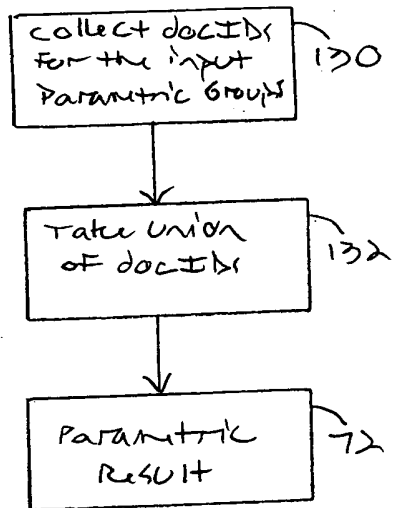 collect docIDs
for the input
Parametric Groups
130
Take union
of docIDs
132
Parametric
Result
72